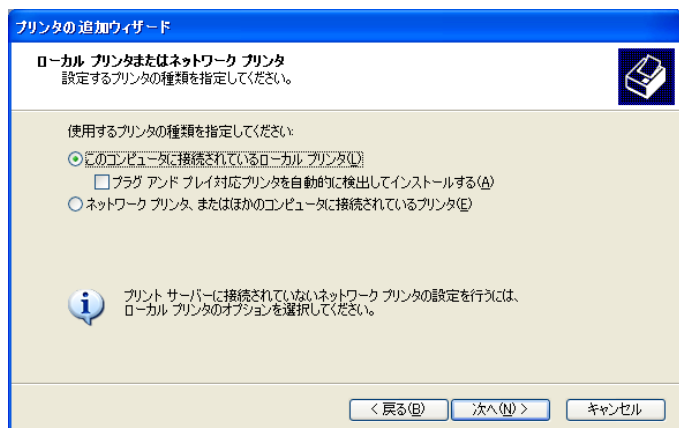 プリンタの追加ウィザード
ローカル プリンタまたはネットワーク プリンタ
設定するプリンタの種類を指定してください。
使用するプリンタの種類を指定してください:
このコンピュータに接続されているローカル プリンタ(L)
プラグ アンド プレイ対応プリンタを自動的に検出してインストールする(A)
ネットワーク プリンタ、またはほかのコンピュータに接続されているプリンタ(E)
プリント サーバーに接続されていないネットワーク プリンタの設定を行うには、
ローカル プリンタのオプションを選択してください。
< 戻る(B) 次へ(N) > キャンセル